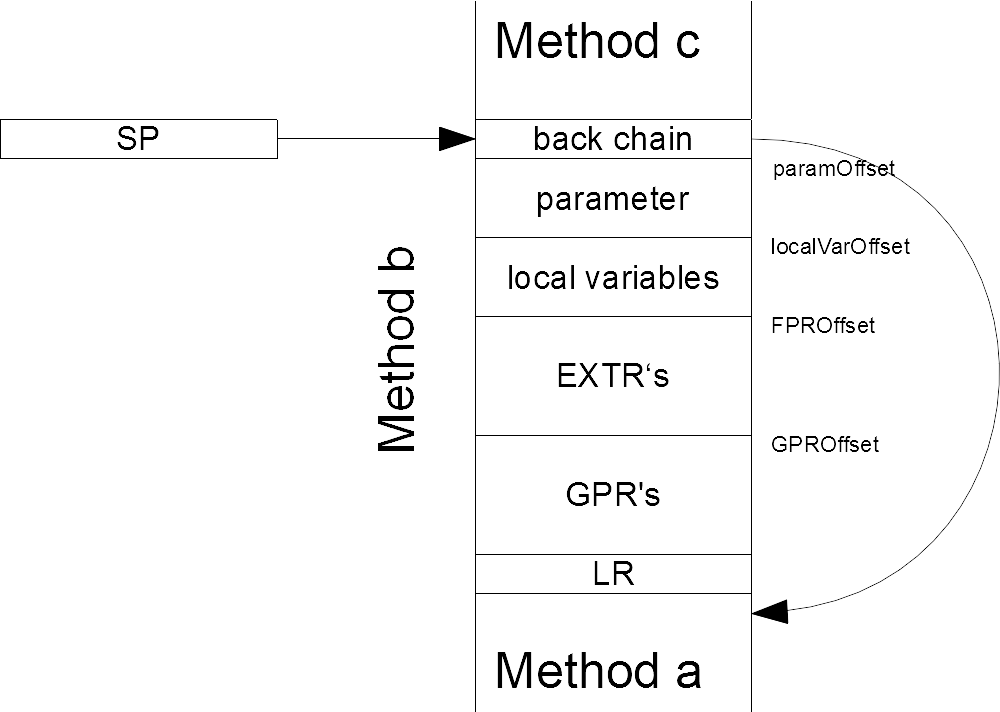 Method c
SP
back chain
paramOffset
parameter
localVarOffset
local variables
Method b
FPROffset
EXTR‘s
GPROffset
GPR's
LR
Method a